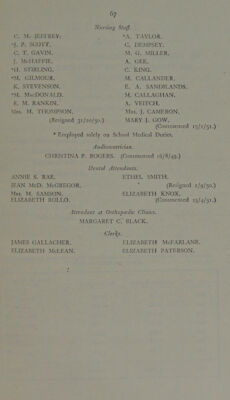 67
Nursing Staff.
C. M. JEFFREY. *A. TAYLOR.
*J. P. SCOTT. C. DEMPSEY.
C. T. GAVIN. M. G. MILLER.
J. McHAFFIE. A. GEE.
*H. STIRLING. C. KING.
*M. GILMOUR. M. CALLANDER.
K. STEVENSON. E. A. SANDILANDS.
*H. MacDONALD. M. CALLAGHAN.
E. M. RANKIN. A. VEITCH.
Mrs. M. THOMPSON, Mrs. J. CAMERON.
(Resigned 31/10/50.) MARY J. GOW,
(Commenced 15/1/51.)
* Employed solely on School Medical Duties.
Audiometrician.
CHRISTINA P. ROGERS. (Commenced 16/8/49.)
Dental Attendants.
ANNIE S. RAE. ETHEL SMITH.
JEAN McD. McGREGOR. (Resigned 1/9/50.)
Mrs. M. SAMSON. ELIZABETH KNOX.
ELIZABETH ROLLO. (Commenced 15/4/51.)
Attendant at Orthopædic Clinics.
MARGARET C. BLACK.
Clerks.
JAMES GALLACHER. ELIZABETH McFARLANE.
ELIZABETH McLEAN. ELIZABETH PATERSON.